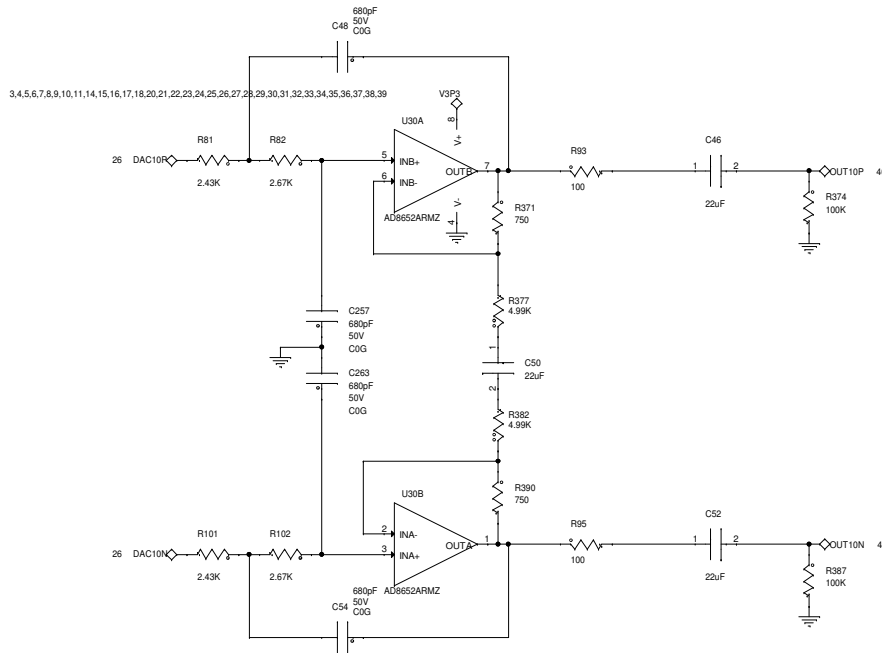 680pF
50V
C0G
C48
3,4,5,6,7,8,9,10,11,14,15,16,17,18,20,21,22,23,24,25,26,27,28,29,30,31,32,33,34,35,36,37,38,39
V3P3
8
V+
U30A
R81
R82
R93
C46
26 DAC10P
5
INB+
6
INB-
OUTB
7
1
2
OUT10P
2.43K
2.67K
100
22uF
R374
100K
AD8652ARMZ
V-
4
R371
750
R377
4.99K
C257
680pF
50V
C0G
1
C50
22uF
2
C263
680pF
50V
C0G
R382
4.99K
R390
750
U30B
R101
R102
R95
C52
26 DAC10N
2
INA-
3
INA+
OUTA
1
1
2
OUT10N
4
2.43K
2.67K
100
22uF
R387
100K
AD8652ARMZ
680pF
50V
C0G
C54